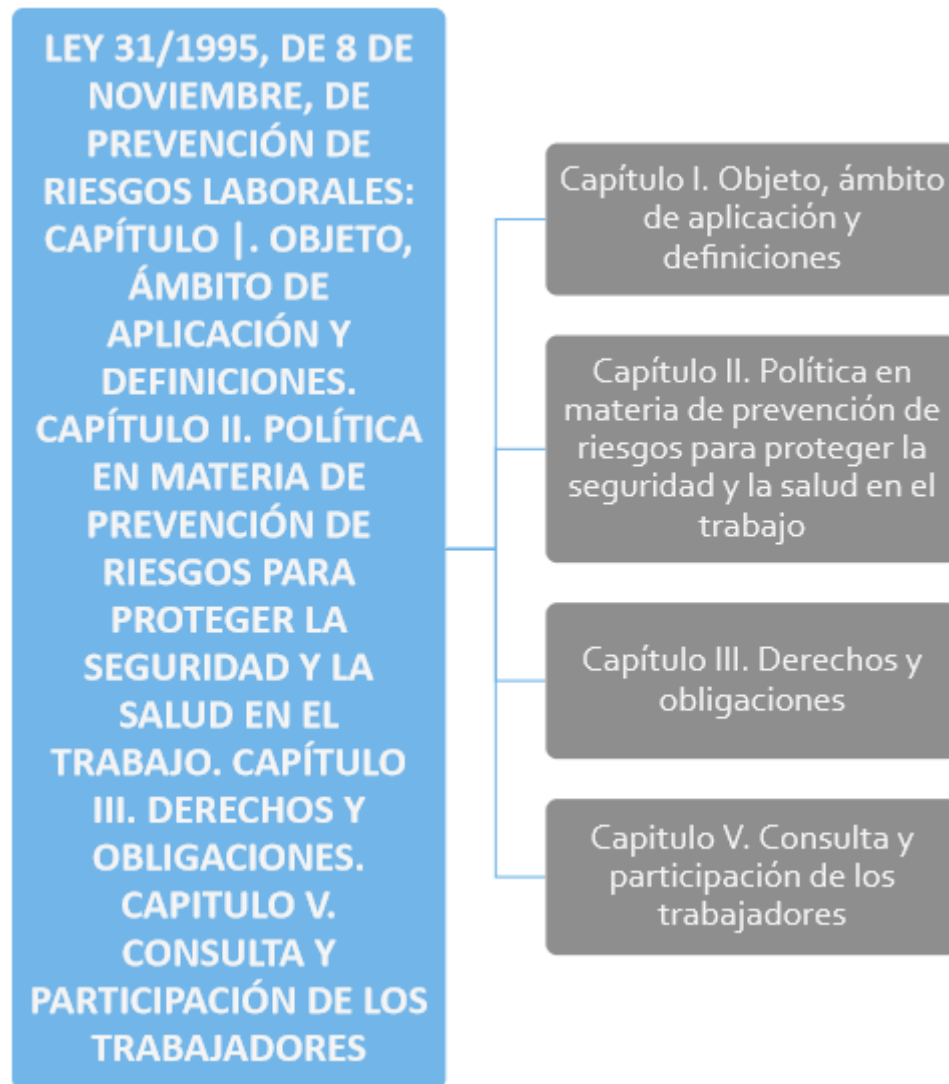 LEY 31/1995, DE 8 DE
NOVIEMBRE, DE
PREVENCIÓN DE
RIESGOS LABORALES:
CAPÍTULO |. OBJETO,
ÁMBITO DE
APLICACIÓN Y
DEFINICIONES.
CAPÍTULO II. POLÍTICA
EN MATERIA DE
PREVENCIÓN DE
RIESGOS PARA
PROTEGER LA
SEGURIDAD Y LA
SALUD EN EL
TRABAJO. CAPÍTULO
III. DERECHOS Y
OBLIGACIONES.
CAPITULO V.
CONSULTA Y
PARTICIPACIÓN DE LOS
TRABAJADORES
Capítulo I. Objeto, ámbito
de aplicación y
definiciones
Capítulo II. Política en
materia de prevención de
riesgos para proteger la
seguridad y la salud en el
trabajo
Capítulo III. Derechos y
obligaciones
Capitulo V. Consulta y
participación de los
trabajadores